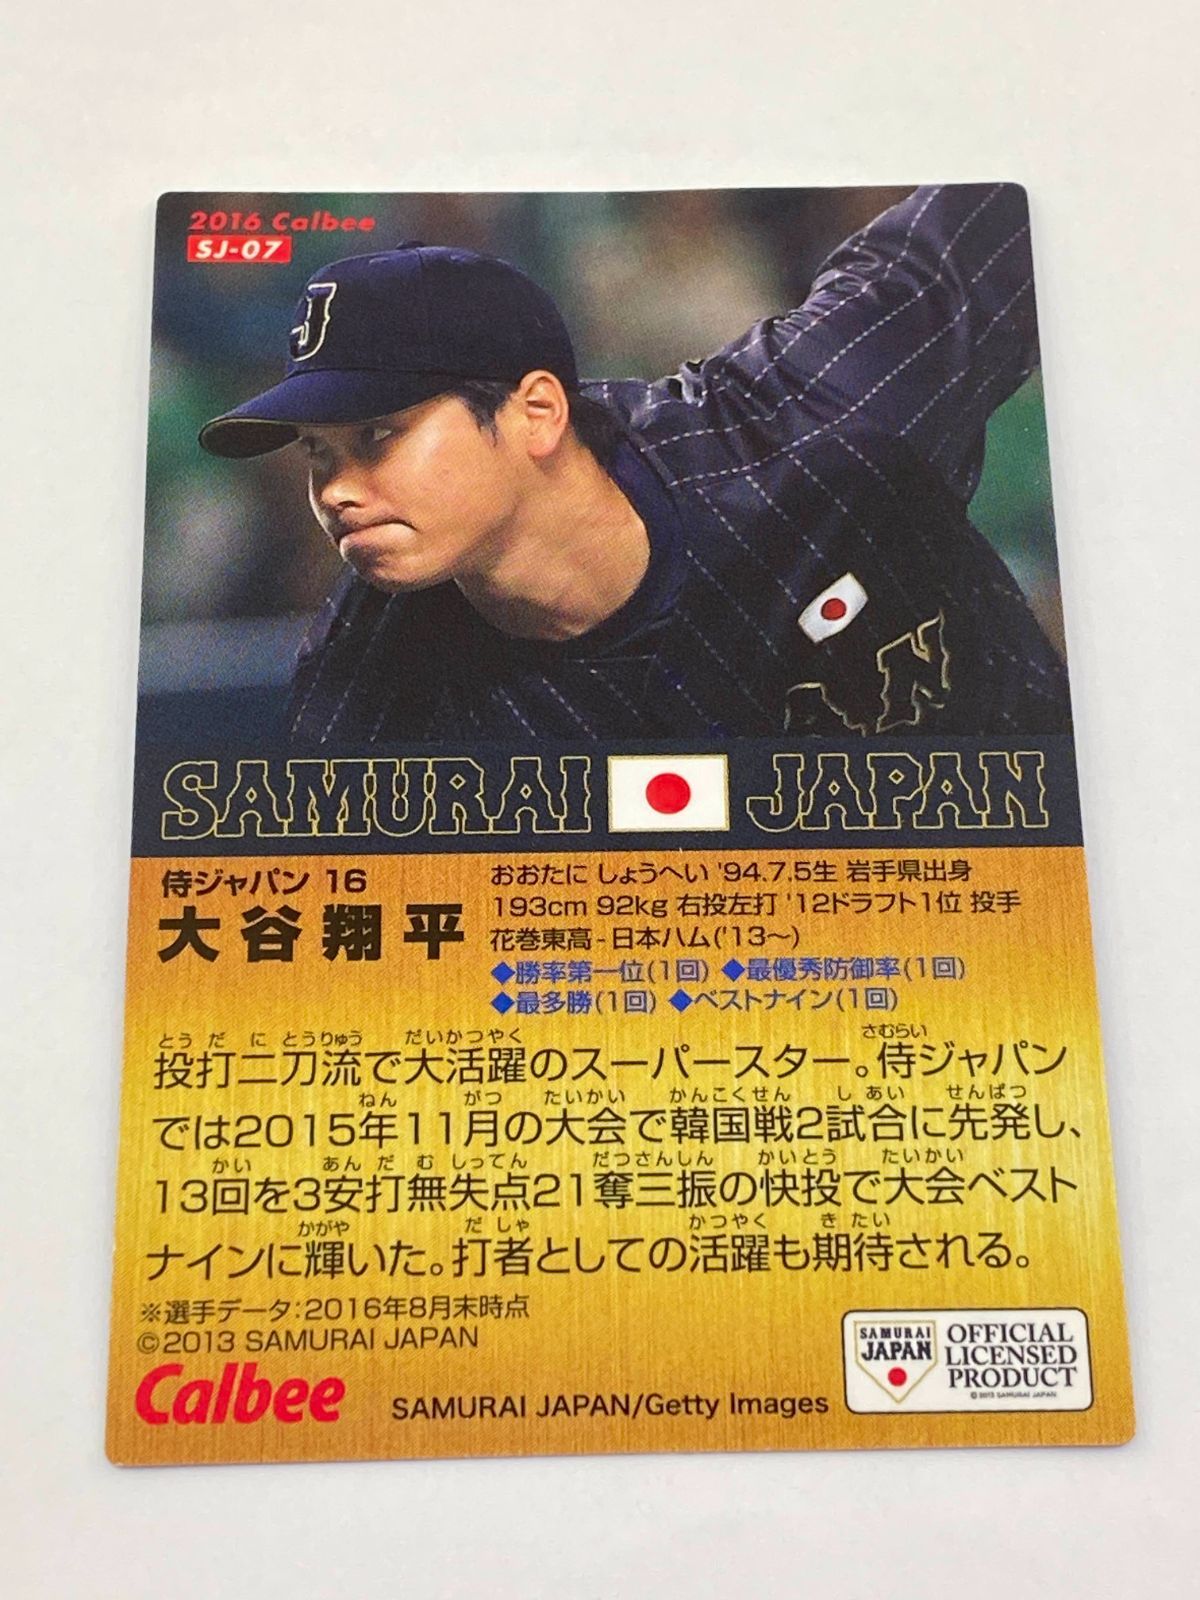 2016 Calbee
SJ-07
J
AN
SAMURAI JAPAN
侍ジャパン 16
大谷翔平
おおたに しょうへい '94.7.5生 岩手県出身
193cm 92kg 右投左打 '12ドラフト1位 投手
花巻東高-日本ハム('13〜)
◆勝率第一位(1回) ◆最優秀防御率(1回)
◆最多勝(1回) ◆ベストナイン(1回)
とう だ に とうりゅう だいかつやく さむらい
投打二刀流で大活躍のスーパースター。侍ジャパン
ねん がつ たいかい かんこくせん し あい せんぱつ
では2015年11月の大会で韓国戦2試合に先発し、
かい あん だ む しってん だつさんしん かいとう たいかい
13回を3安打無失点21奪三振の快投で大会ベスト
かがや だ しゃ かつやく き たい
ナインに輝いた。打者としての活躍も期待される。
※選手データ:2016年8月末時点
©2013 SAMURAI JAPAN
Calbee
SAMURAI JAPAN/Getty Images
SAMURAI
JAPAN
OFFICIAL
LICENSED
PRODUCT
©2013 SAMURAI JAPAN